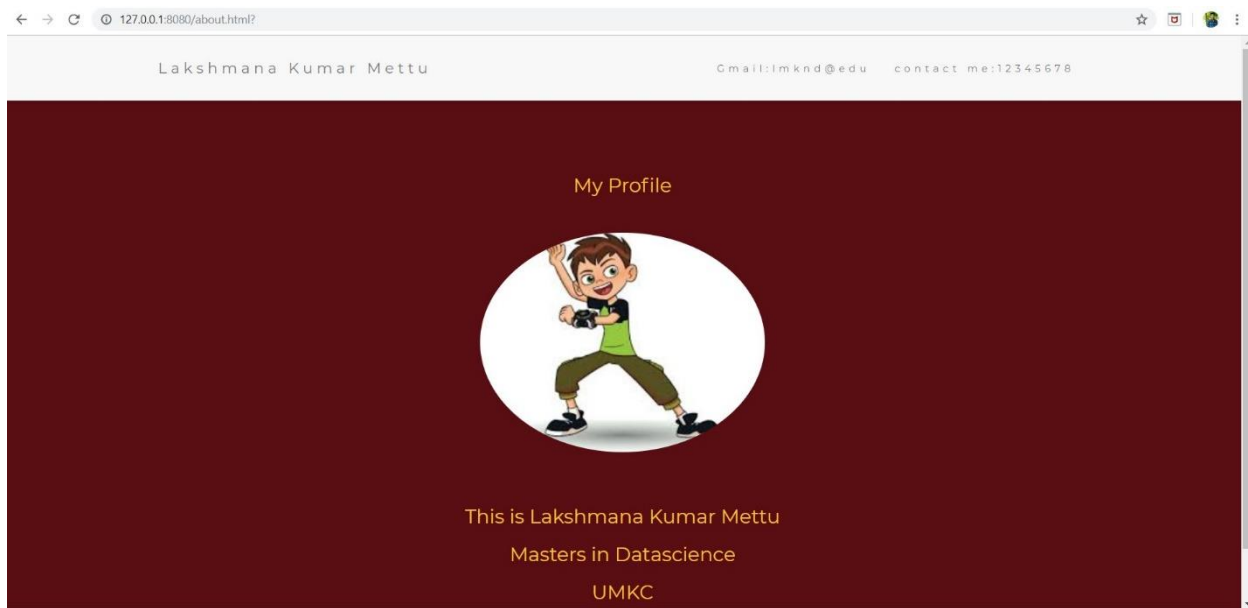 127.0.0.1:8080/about.html?
Lakshmana Kumar Mettu
Gmail:lmknd@edu contact me:12345678
My Profile
This is Lakshmana Kumar Mettu
Masters in Datascience
UMKC